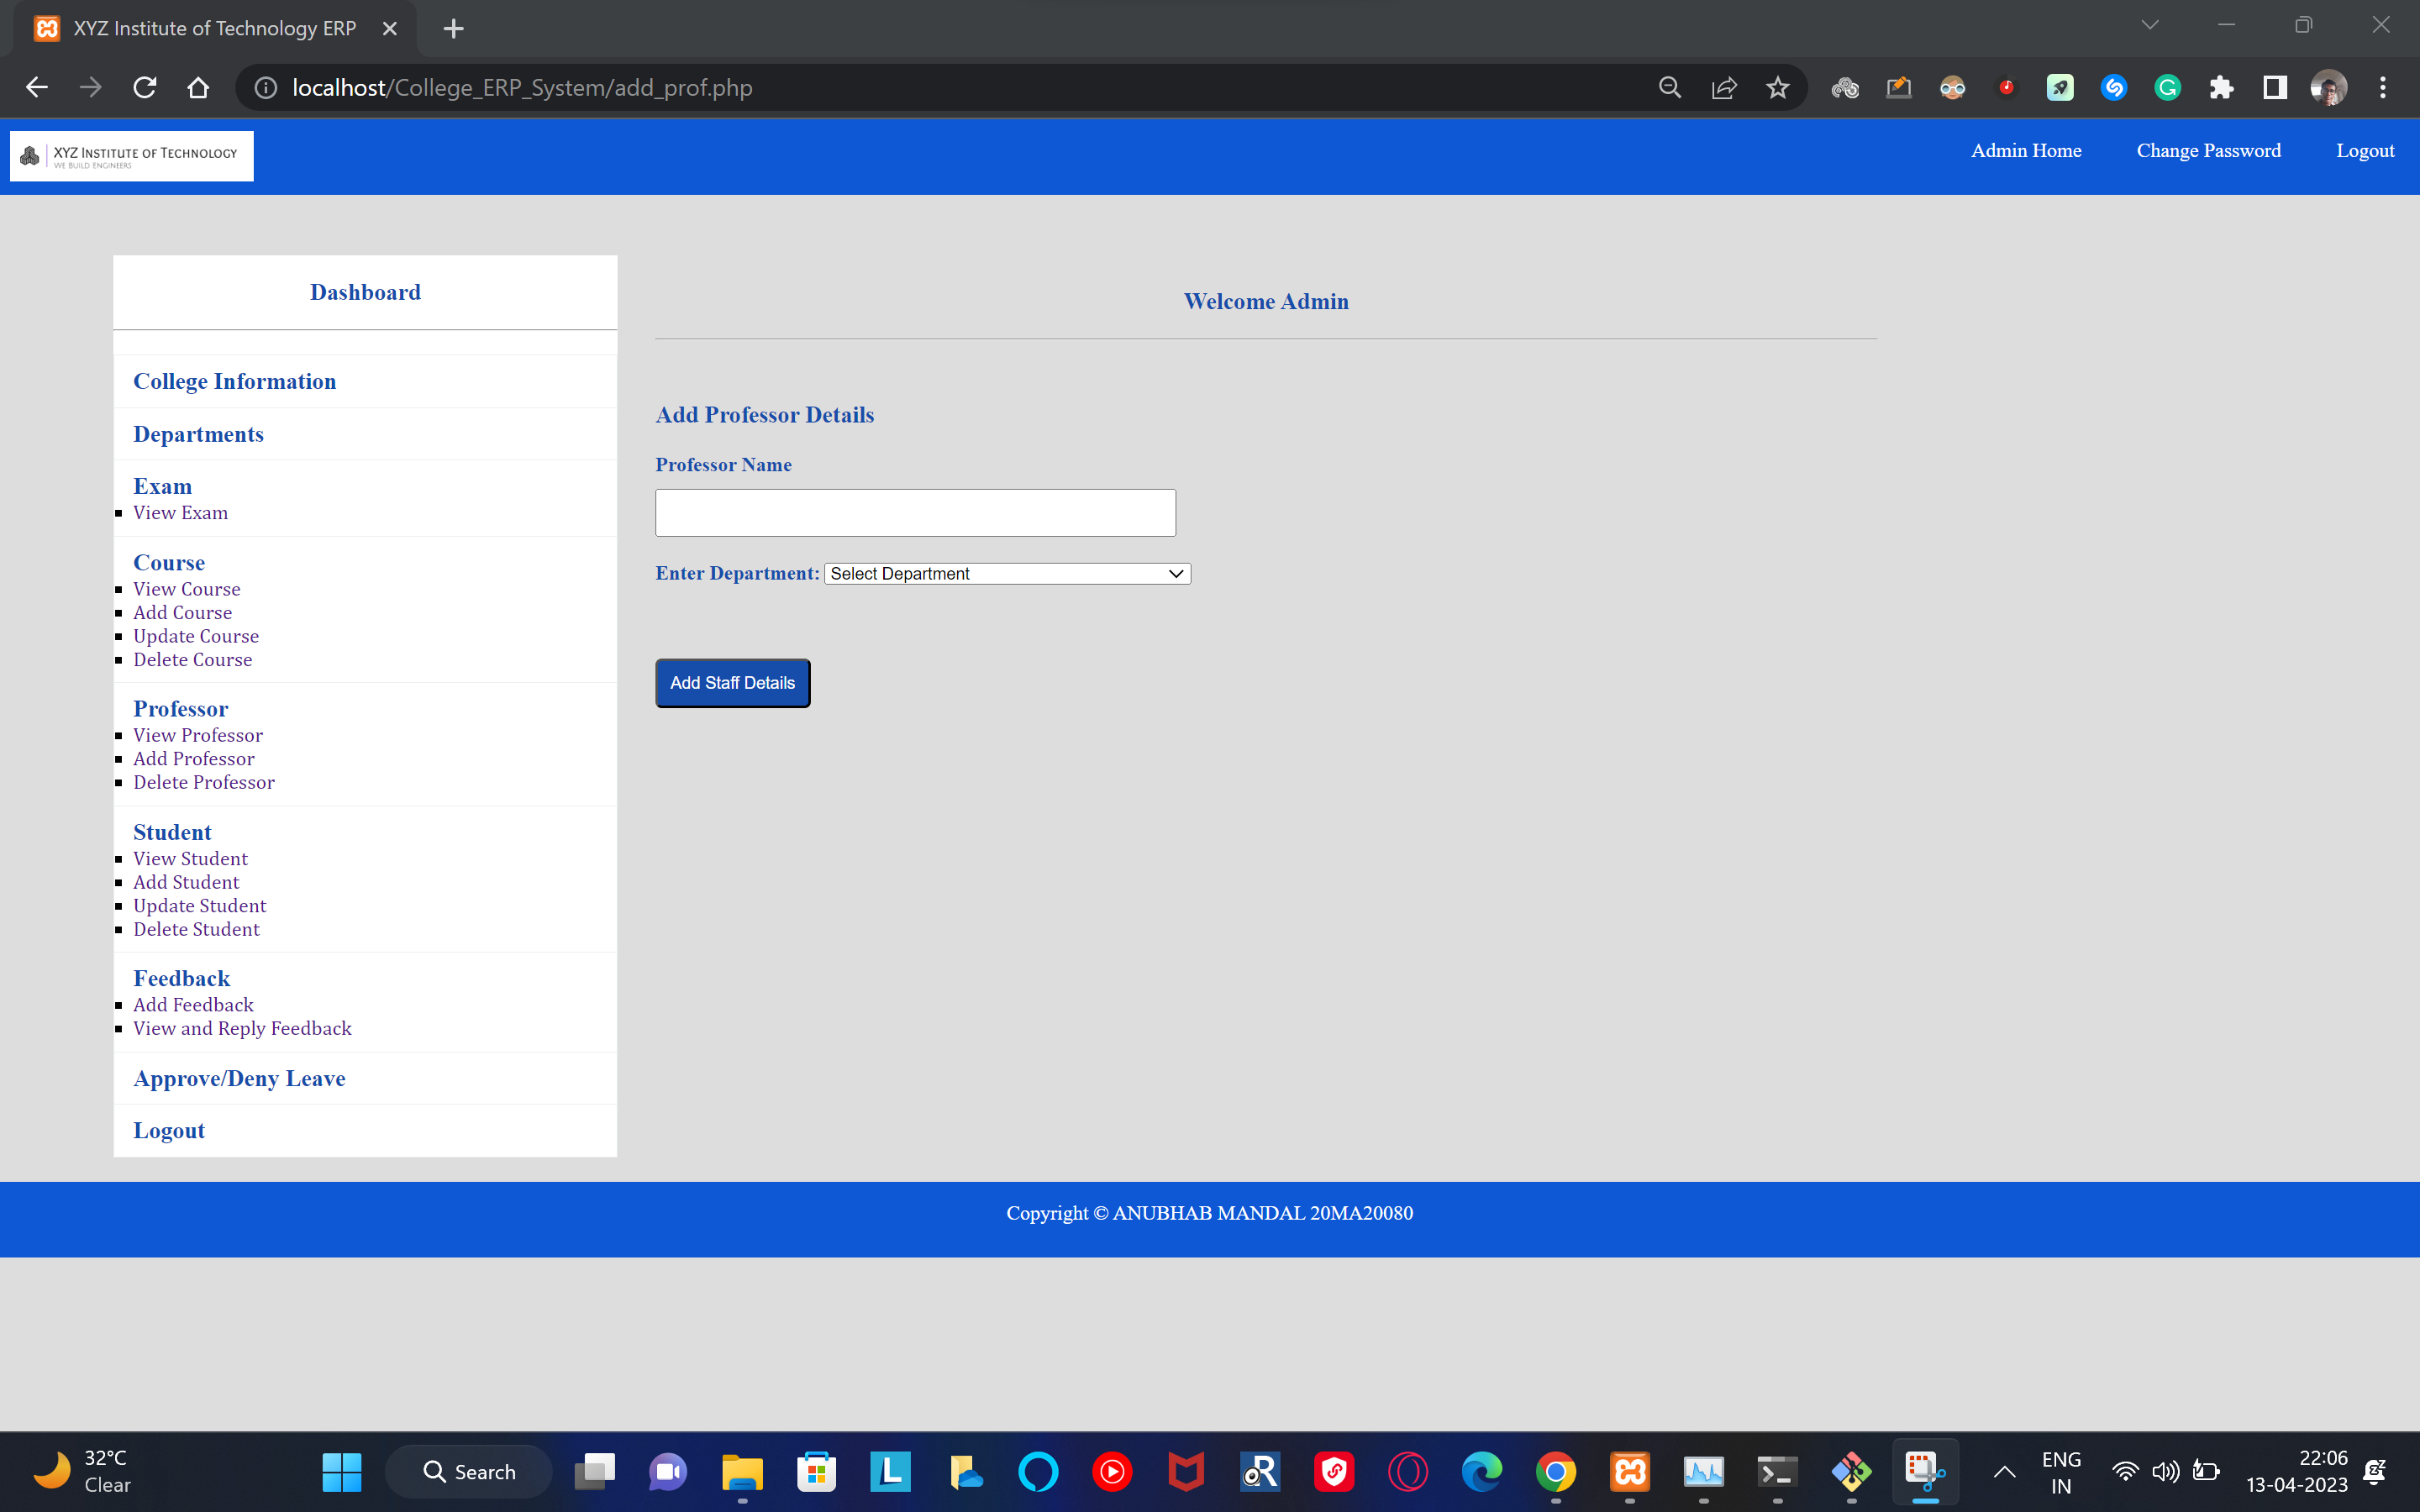 XYZ Institute of Technology ERP
localhost/College_ERP_System/add_prof.php
XYZ INSTITUTE OF TECHNOLOGY
WE BUILD ENGINEERS
Admin Home
Change Password
Logout
Dashboard
College Information
Departments
Exam
View Exam
Course
View Course
Add Course
Update Course
Delete Course
Professor
View Professor
Add Professor
Delete Professor
Student
View Student
Add Student
Update Student
Delete Student
Feedback
Add Feedback
View and Reply Feedback
Approve/Deny Leave
Logout
Welcome Admin
Add Professor Details
Professor Name
Enter Department: Select Department
Add Staff Details
Copyright © ANUBHAB MANDAL 20MA20080
32°C
Clear
Search
ENG
IN
22:06
13-04-2023